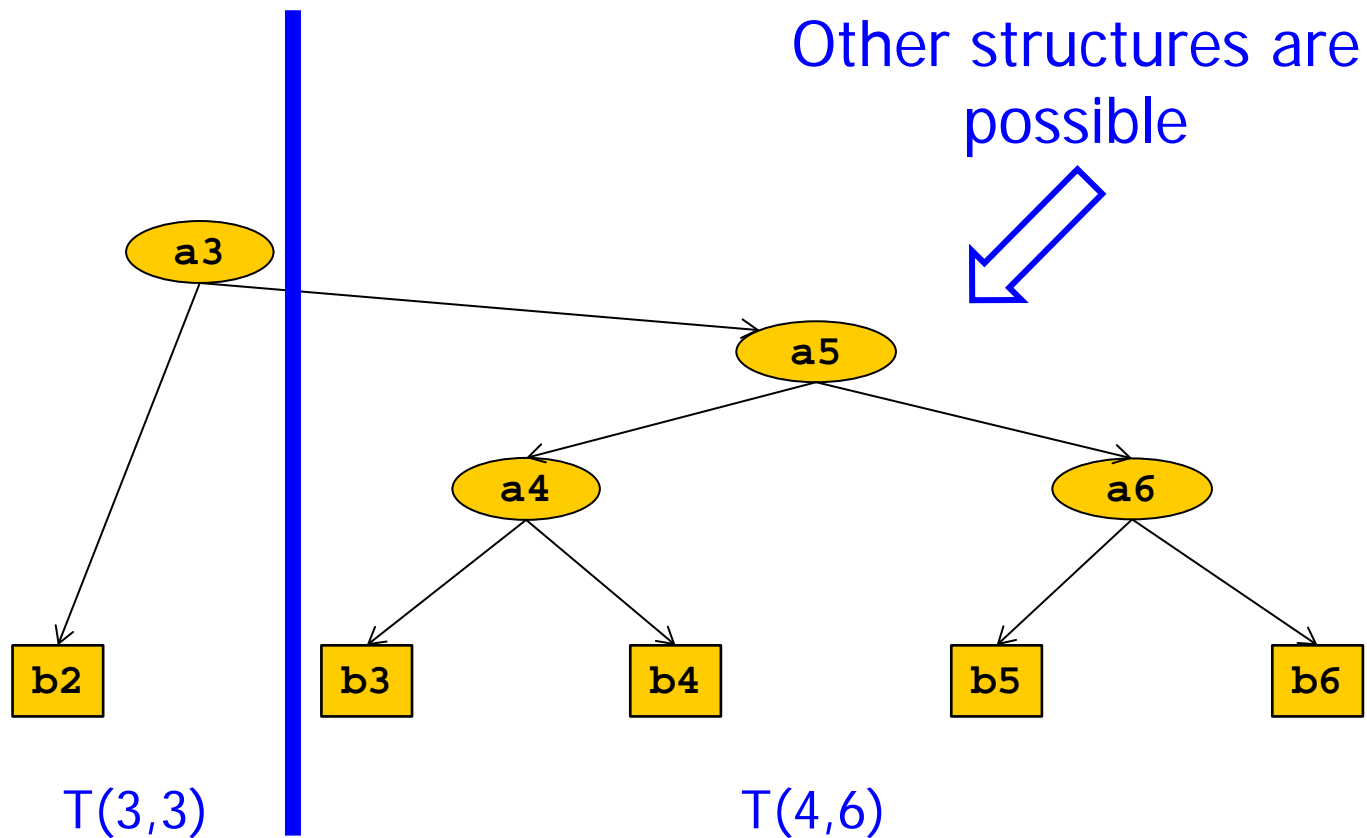 Other structures are
possible
a3
a5
a4
a6
b2
b3
b4
b5
b6
T(3,3)
T(4,6)